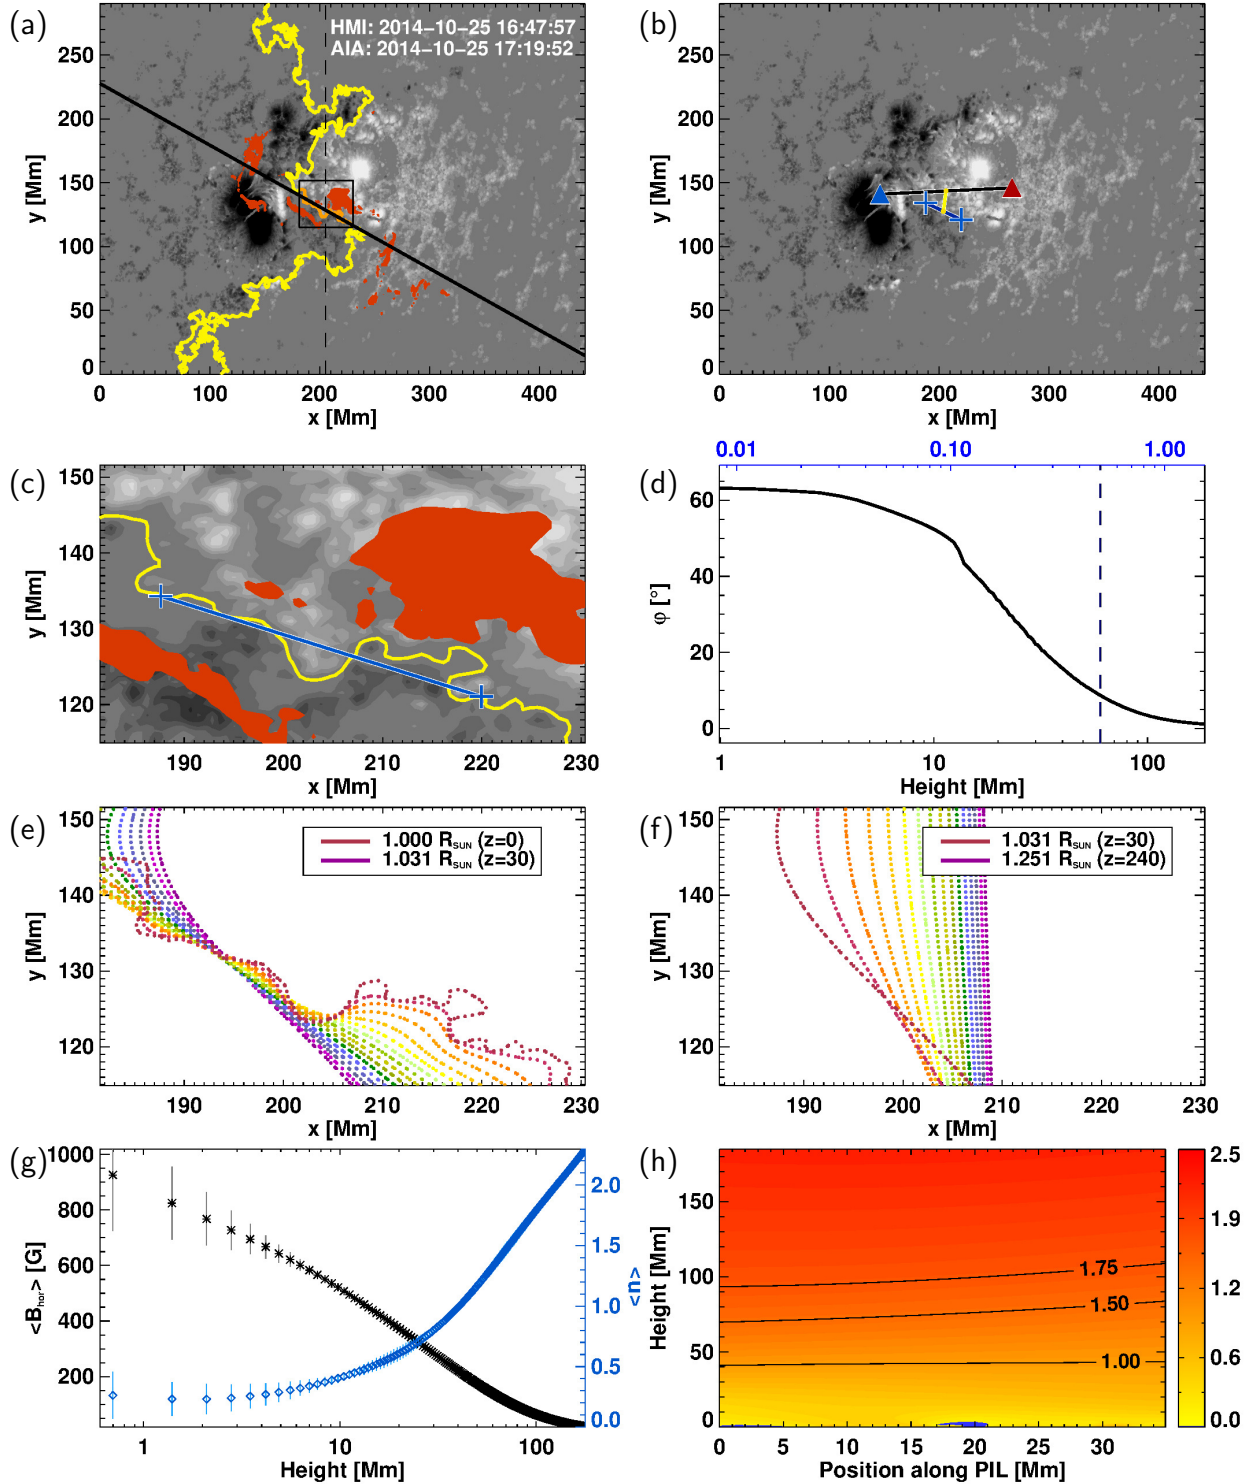 (a)
HMI: 2014-10-25 16:47:57
AIA: 2014-10-25 17:19:52
y [Mm]
250
200
150
100
50
0
0 100 200 300 400
x [Mm]
(b)
y [Mm]
250
200
150
100
50
0
0 100 200 300 400
x [Mm]
(c)
y [Mm]
150
140
130
120
190 200 210 220 230
x [Mm]
(d)
0.01 0.10 1.00
φ [°]
60
40
20
0
1 10 100
Height [Mm]
(e)
1.000 RSUN (z=0)
1.031 RSUN (z=30)
y [Mm]
150
140
130
120
190 200 210 220 230
x [Mm]
(f)
1.031 RSUN (z=30)
1.251 RSUN (z=240)
y [Mm]
150
140
130
120
190 200 210 220 230
x [Mm]
(g)
<Bhor> [G]
1000
800
600
400
200
<n>
2.0
1.5
1.0
0.5
0.0
1 10 100
Height [Mm]
(h)
Height [Mm]
150
100
50
0
1.75
1.50
1.00
2.5
1.9
1.2
0.6
0.0
0 5 10 15 20 25 30
Position along PIL [Mm]